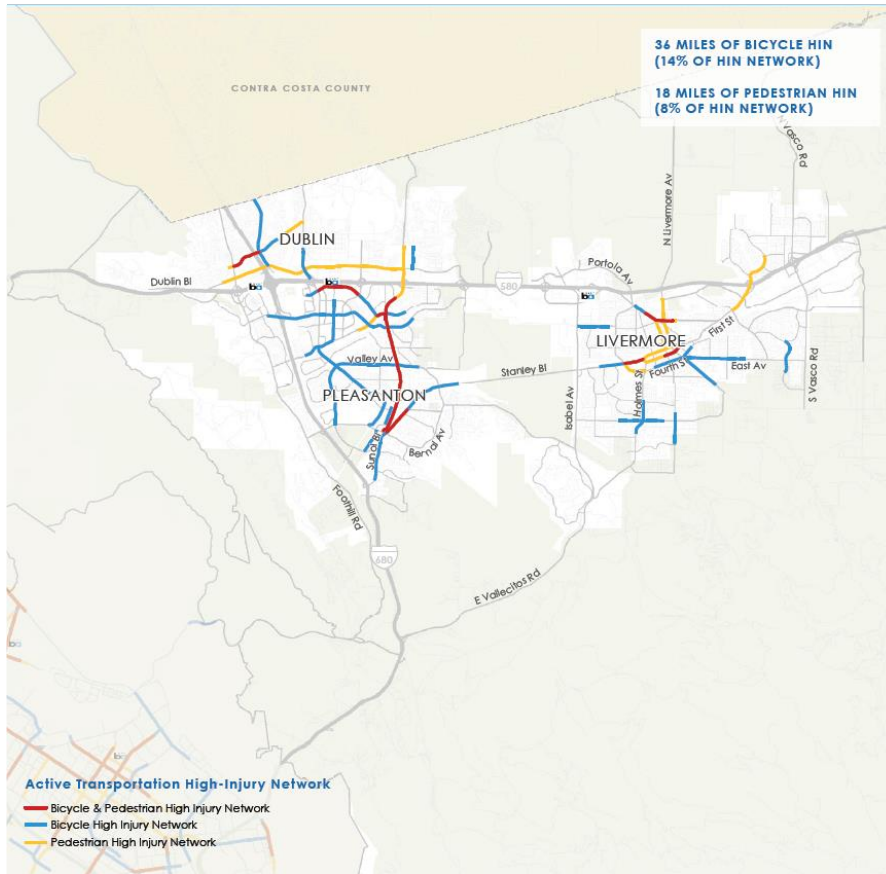 36 MILES OF BICYCLE HIN
(14% OF HIN NETWORK)
18 MILES OF PEDESTRIAN HIN
(8% OF HIN NETWORK)
CONTRA COSTA COUNTY
N Vasco Rd
N Livermore Av
DUBLIN
Dublin Bl
Portola Av
580
First St
LIVERMORE
Valley Av
Stanley Bl
Fourth St
East Av
S Vasco Rd
PLEASANTON
Isabel Av
Holmes St
Sunol Bl
Bernal Av
Foothill Rd
680
E Vallecitos Rd
Active Transportation High-Injury Network
Bicycle & Pedestrian High Injury Network
Bicycle High Injury Network
Pedestrian High Injury Network